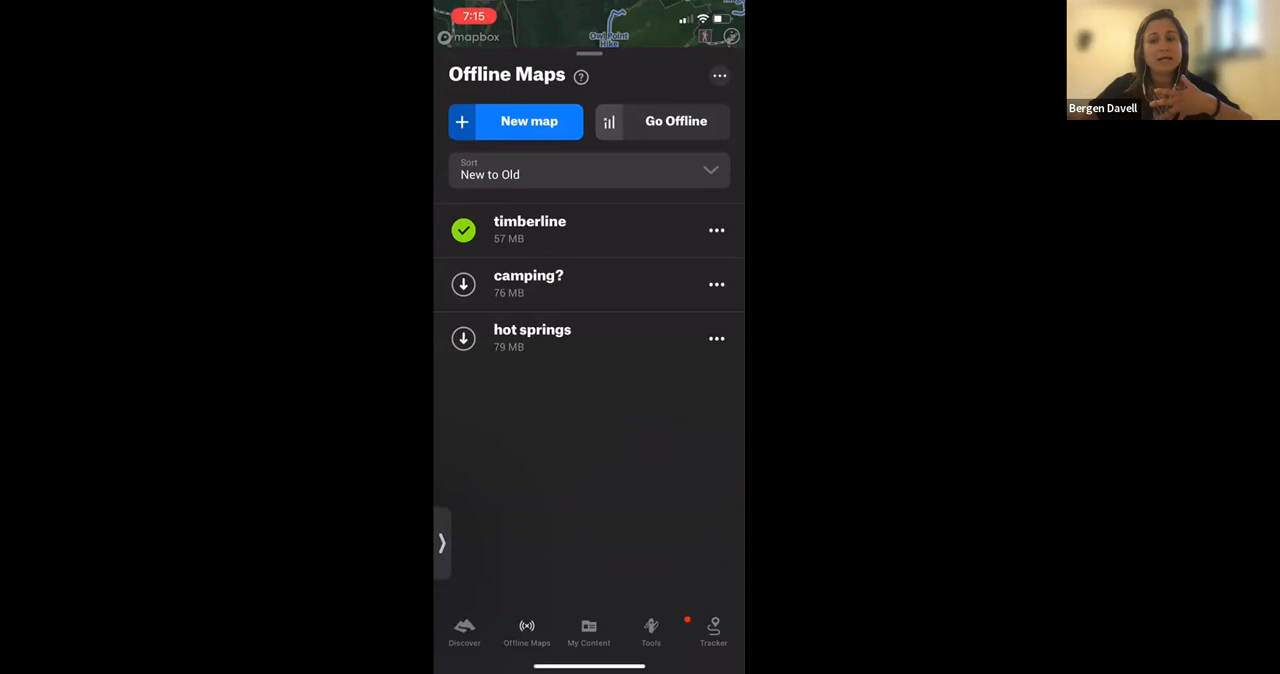 7:15
mapbox
Owl Point
Hike
Offline Maps ?
New map
Go Offline
Sort
New to Old
timberline
57 MB
camping?
76 MB
hot springs
79 MB
Discover
Offline Maps
My Content
Tools
Tracker
Bergen Davell